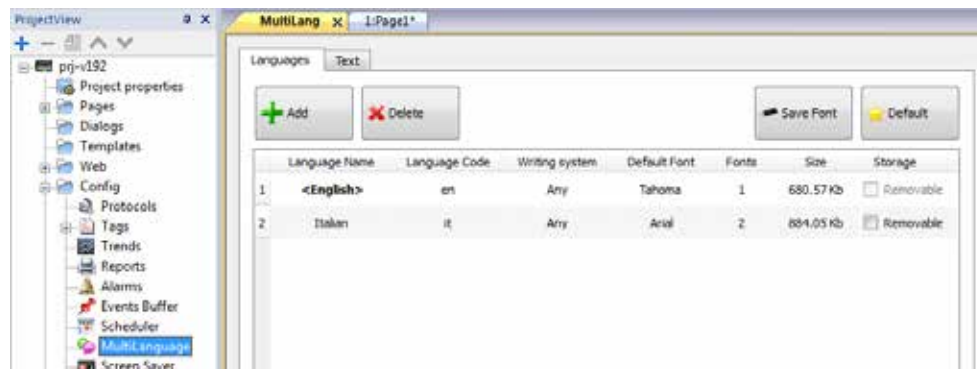 ProjectView
MultiLang 1:Page1*
prj-v192
Project properties
Pages
Dialogs
Templates
Web
Config
Protocols
Tags
Trends
Reports
Alarms
Events Buffer
Scheduler
MultiLanguage
Screen Saver
Languages Text
Add Delete Save Font Default
Language Name Language Code Writing system Default Font Fonts Size Storage
1 <English> en Any Tahoma 1 680.57Kb Removable
2 Italian it Any Arial 2 884.05 Kb Removable